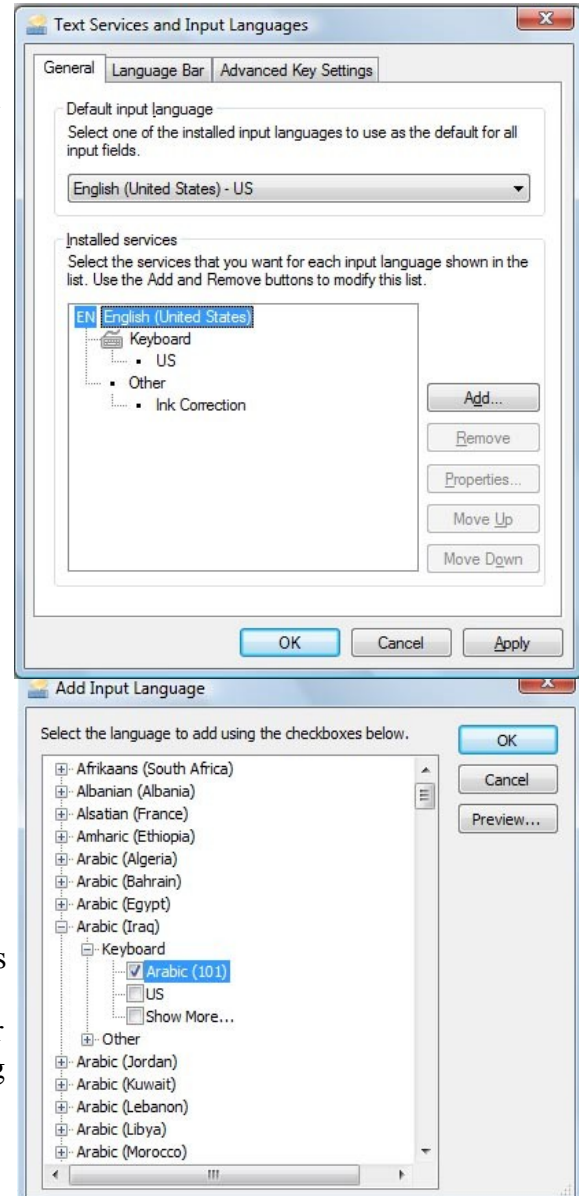 Text Services and Input Languages
General Language Bar Advanced Key Settings
Default input language
Select one of the installed input languages to use as the default for all
input fields.
English (United States) - US
Installed services
Select the services that you want for each input language shown in the
list. Use the Add and Remove buttons to modify this list.
EN English (United States)
Keyboard
US
Other
Ink Correction
Add...
Remove
Properties...
Move Up
Move Down
OK Cancel Apply
Add Input Language
Select the language to add using the checkboxes below.
OK
Cancel
Preview...
Afrikaans (South Africa)
Albanian (Albania)
Alsatian (France)
Amharic (Ethiopia)
Arabic (Algeria)
Arabic (Bahrain)
Arabic (Egypt)
Arabic (Iraq)
Keyboard
Arabic (101)
US
Show More...
Other
Arabic (Jordan)
Arabic (Kuwait)
Arabic (Lebanon)
Arabic (Libya)
Arabic (Morocco)